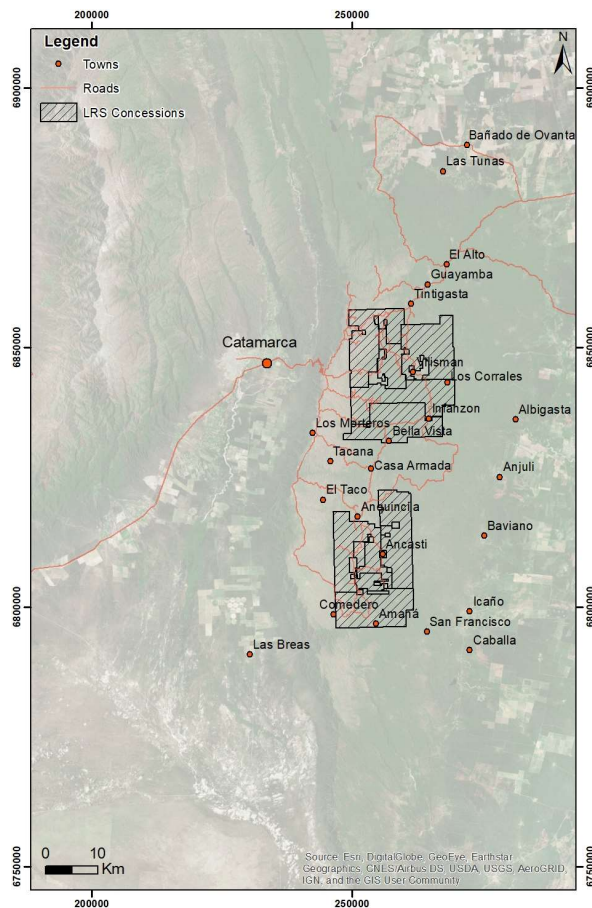 200000
250000
Legend
Towns
Roads
LRS Concessions
N
6900000
6900000
Bañado de Ovanta
Las Tunas
El Alto
Guayamba
Tintigasta
6850000
6850000
Catamarca
Vilisman
Los Corrales
Infanzon
Albigasta
Los Morteros
Bella Vista
Tacana
Casa Armada
Anjuli
El Taco
Anquincila
Baviano
Ancasti
6800000
6800000
Comedero
Icaño
Amaná
San Francisco
Caballa
Las Breas
0 10
Km
Source: Esri, DigitalGlobe, GeoEye, Earthstar
Geographics, CNES/Airbus DS, USDA, USGS, AeroGRID,
IGN, and the GIS User Community
6750000
6750000
200000
250000